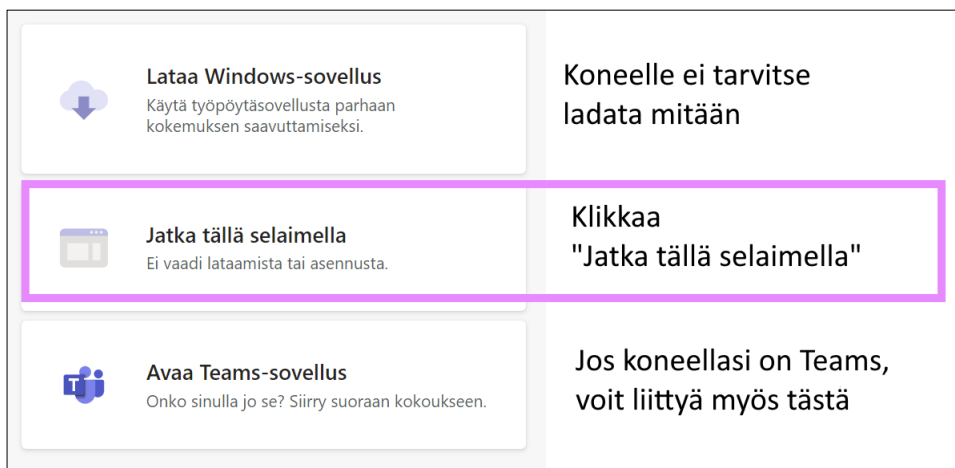 Lataa Windows-sovellus
Käytä työpöytäsovellusta parhaan
kokemuksen saavuttamiseksi.
Koneelle ei tarvitse
ladata mitään
Jatka tällä selaimella
Ei vaadi lataamista tai asennusta.
Klikkaa
"Jatka tällä selaimella"
Avaa Teams-sovellus
Onko sinulla jo se? Siirry suoraan kokoukseen.
Jos koneellasi on Teams,
voit liittyä myös tästä